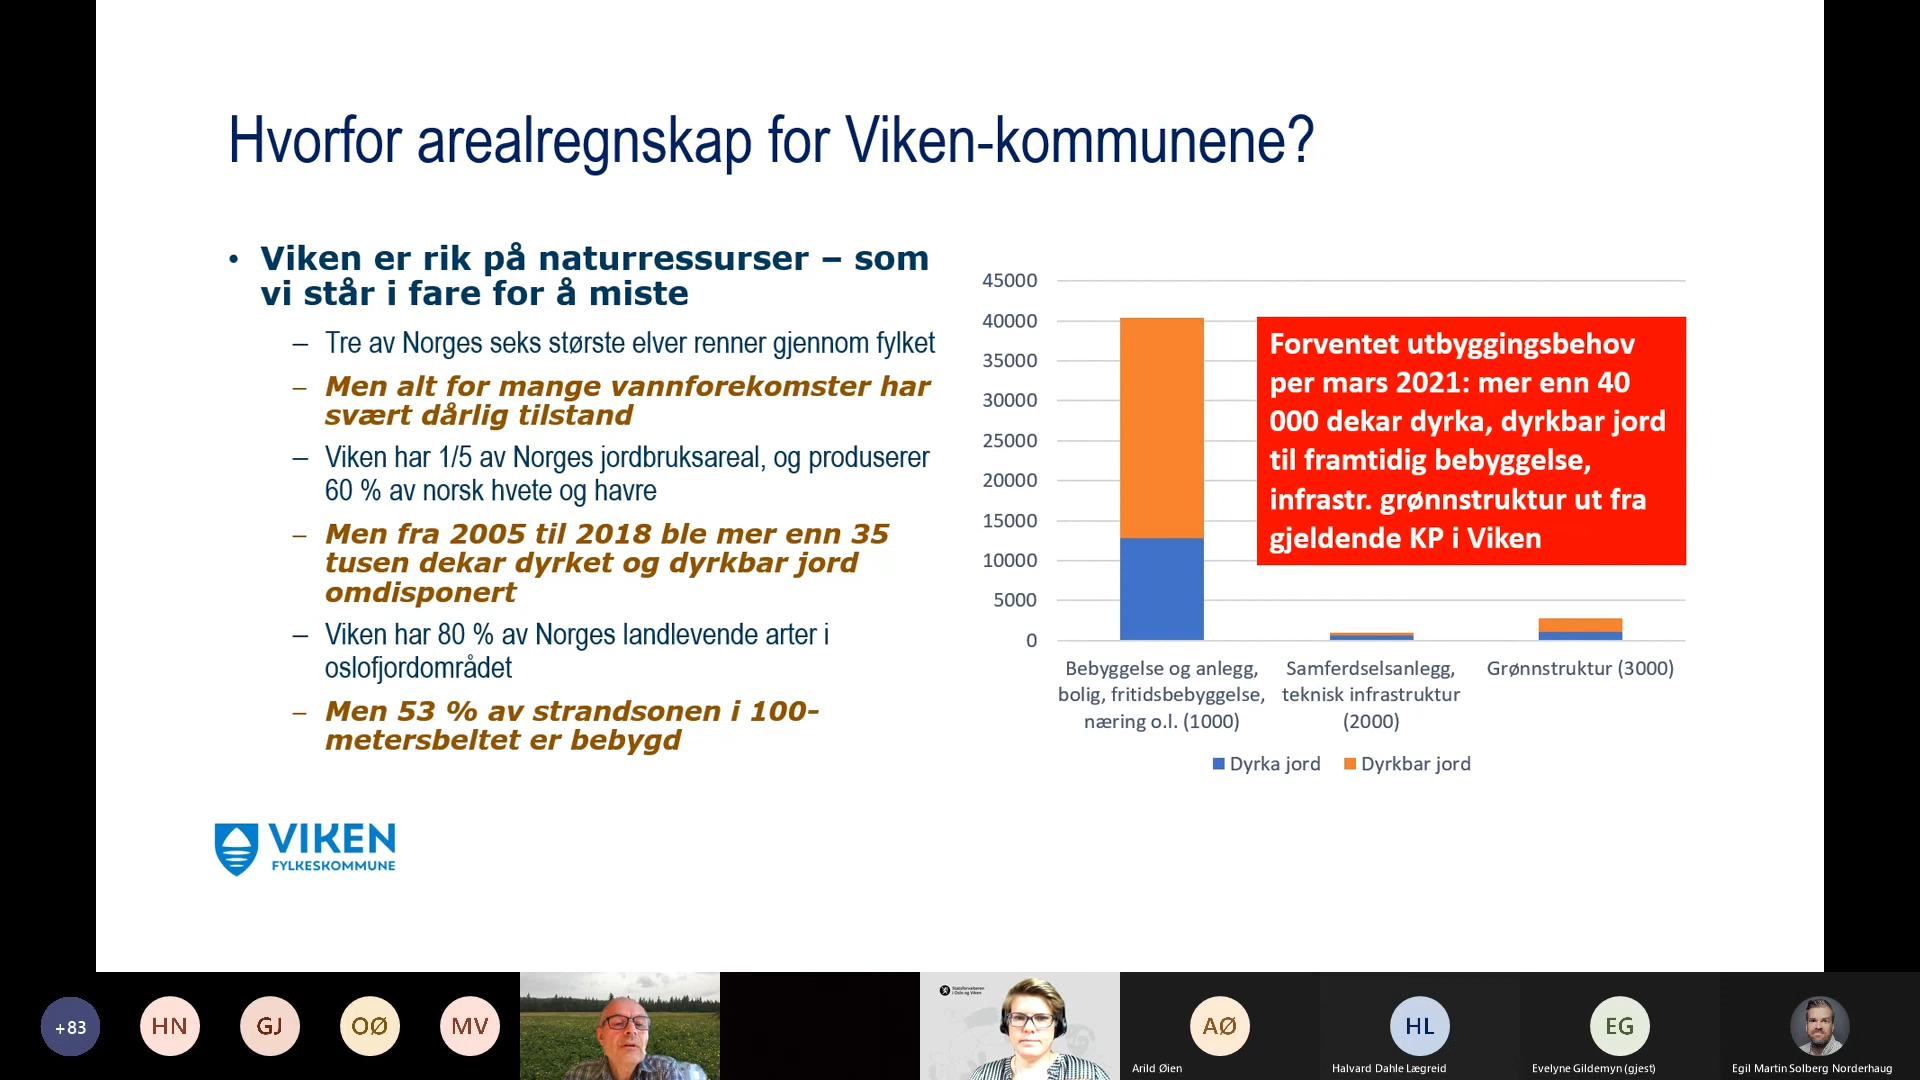 Hvorfor arealregnskap for Viken-kommunene?
• Viken er rik på naturressurser – som
vi står i fare for å miste
– Tre av Norges seks største elver renner gjennom fylket
– Men alt for mange vannforekomster har
svært dårlig tilstand
– Viken har 1/5 av Norges jordbruksareal, og produserer
60 % av norsk hvete og havre
– Men fra 2005 til 2018 ble mer enn 35
tusen dekar dyrket og dyrkbar jord
omdisponert
– Viken har 80 % av Norges landlevende arter i
oslofjordområdet
– Men 53 % av strandsonen i 100-
metersbeltet er bebygd
45000
40000
35000
30000
25000
20000
15000
10000
5000
0
Forventet utbyggingsbehov
per mars 2021: mer enn 40
000 dekar dyrka, dyrkbar jord
til framtidig bebyggelse,
infrastr. grønnstruktur ut fra
gjeldende KP i Viken
Bebyggelse og anlegg,
bolig, fritidsbebyggelse,
næring o.l. (1000)
Samferdselsanlegg,
teknisk infrastruktur
(2000)
Grønnstruktur (3000)
Dyrka jord
Dyrkbar jord
VIKEN
FYLKESKOMMUNE
+83
HN
GJ
OØ
MV
Statsforvalteren
i Oslo og Viken
AØ
Arild Øien
HL
Halvard Dahle Lægreid
EG
Evelyne Gildemyn (gjest)
Egil Martin Solberg Norderhaug